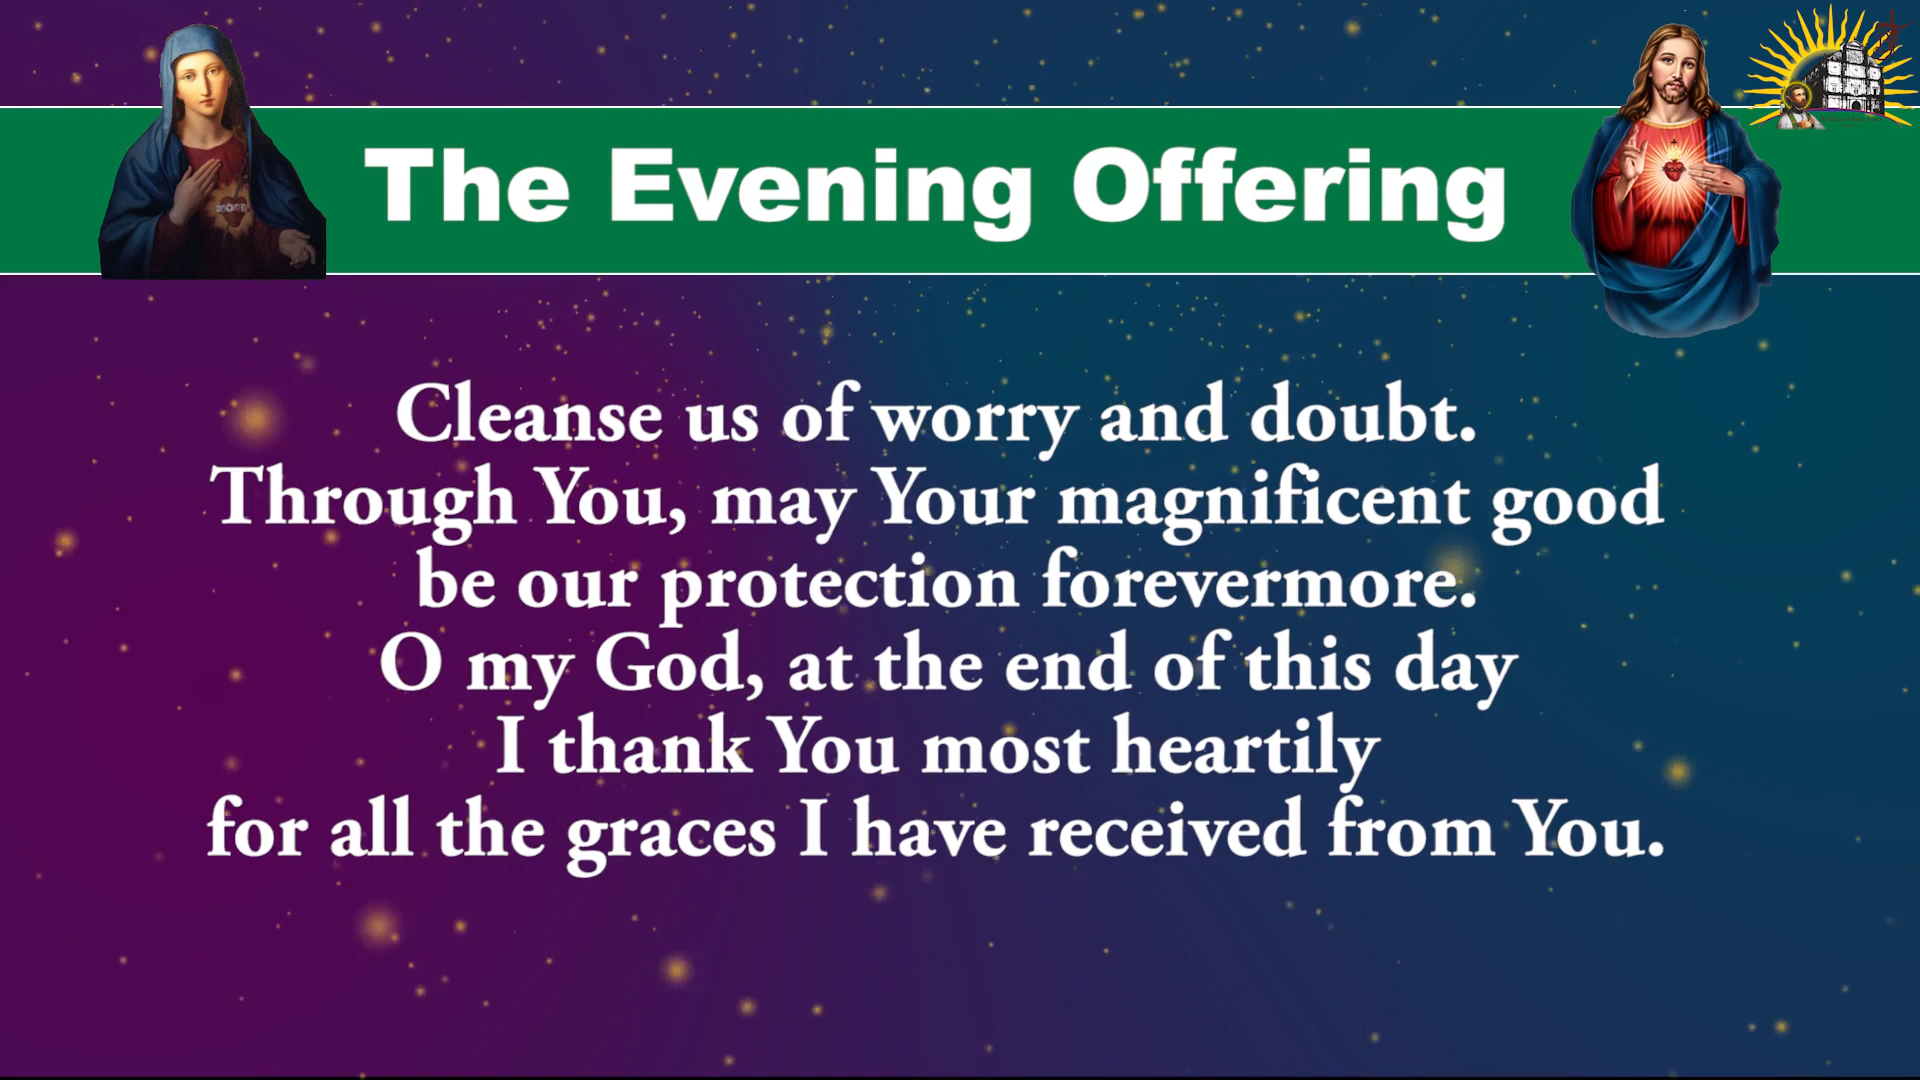 The Evening Offering
Cleanse us of worry and doubt.
Through You, may Your magnificent good
be our protection forevermore.
O my God, at the end of this day
I thank You most heartily
for all the graces I have received from You.